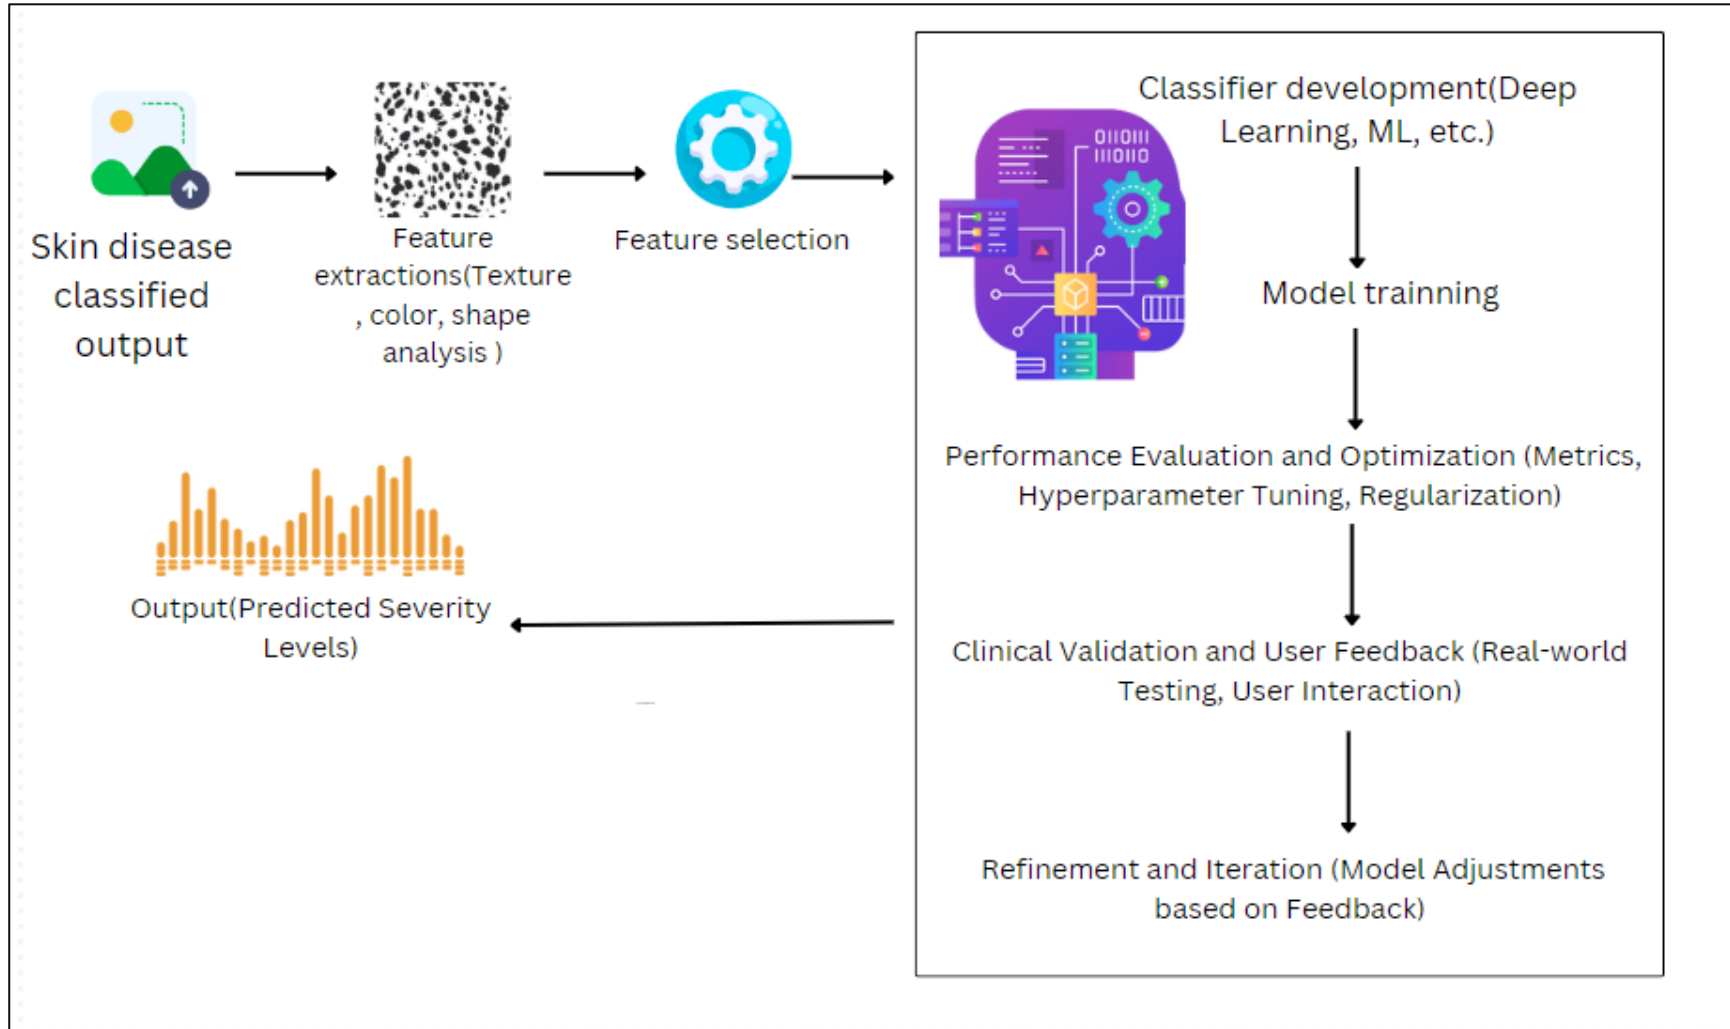 Skin disease
classified
output
Feature
extractions(Texture
, color, shape
analysis )
Feature selection
Classifier development(Deep
Learning, ML, etc.)
011011
1110110
Model trainning
Performance Evaluation and Optimization (Metrics,
Hyperparameter Tuning, Regularization)
Clinical Validation and User Feedback (Real-world
Testing, User Interaction)
Refinement and Iteration (Model Adjustments
based on Feedback)
Output(Predicted Severity
Levels)